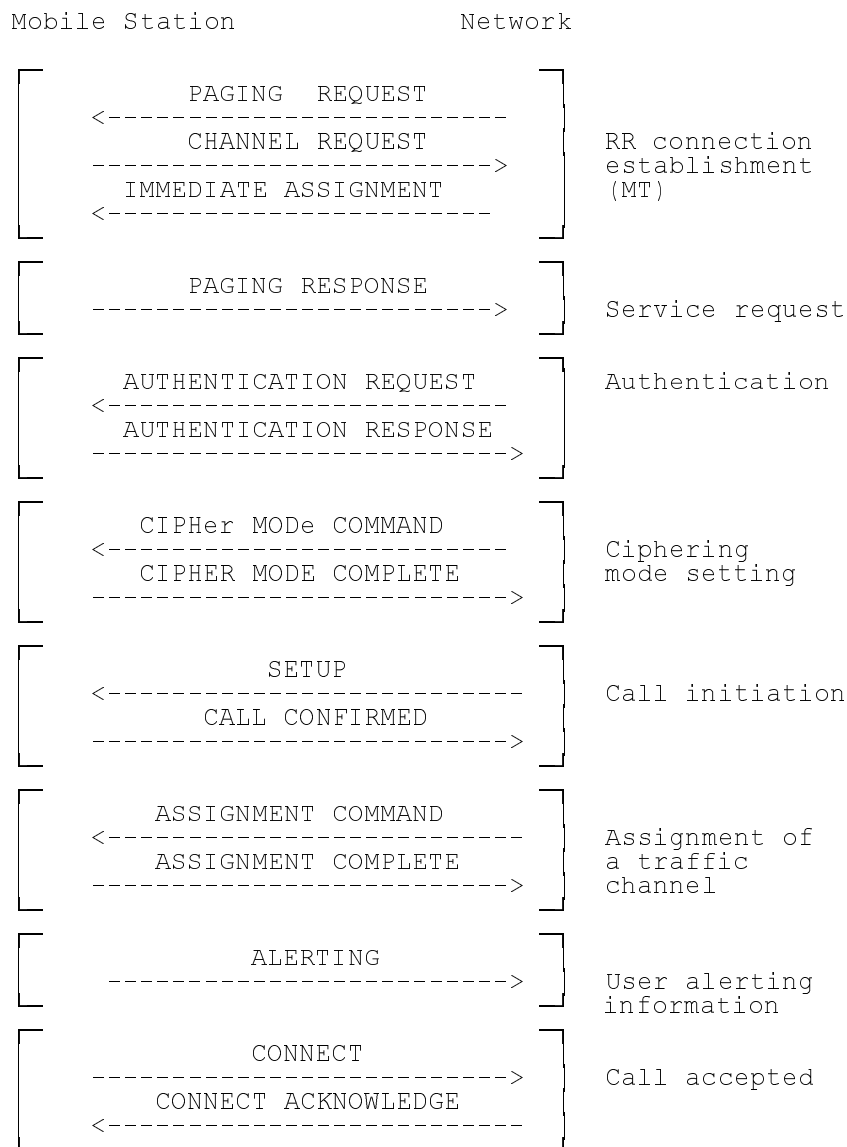 Mobile Station Network
PAGING REQUEST
<-------------------------
CHANNEL REQUEST
RR connection
------------------------->
establishment
IMMEDIATE ASSIGNMENT
(MT)
<------------------------
PAGING RESPONSE
------------------------->
Service request
AUTHENTICATION REQUEST
Authentication
<-------------------------
AUTHENTICATION RESPONSE
-------------------------->
CIPHer MODe COMMAND
<-------------------------
Ciphering
CIPHER MODE COMPLETE
mode setting
-------------------------->
SETUP
<--------------------------
Call initiation
CALL CONFIRMED
-------------------------->
ASSIGNMENT COMMAND
<--------------------------
Assignment of
ASSIGNMENT COMPLETE
a traffic
-------------------------->
channel
ALERTING
------------------------->
User alerting
information
CONNECT
-------------------------->
Call accepted
CONNECT ACKNOWLEDGE
<--------------------------